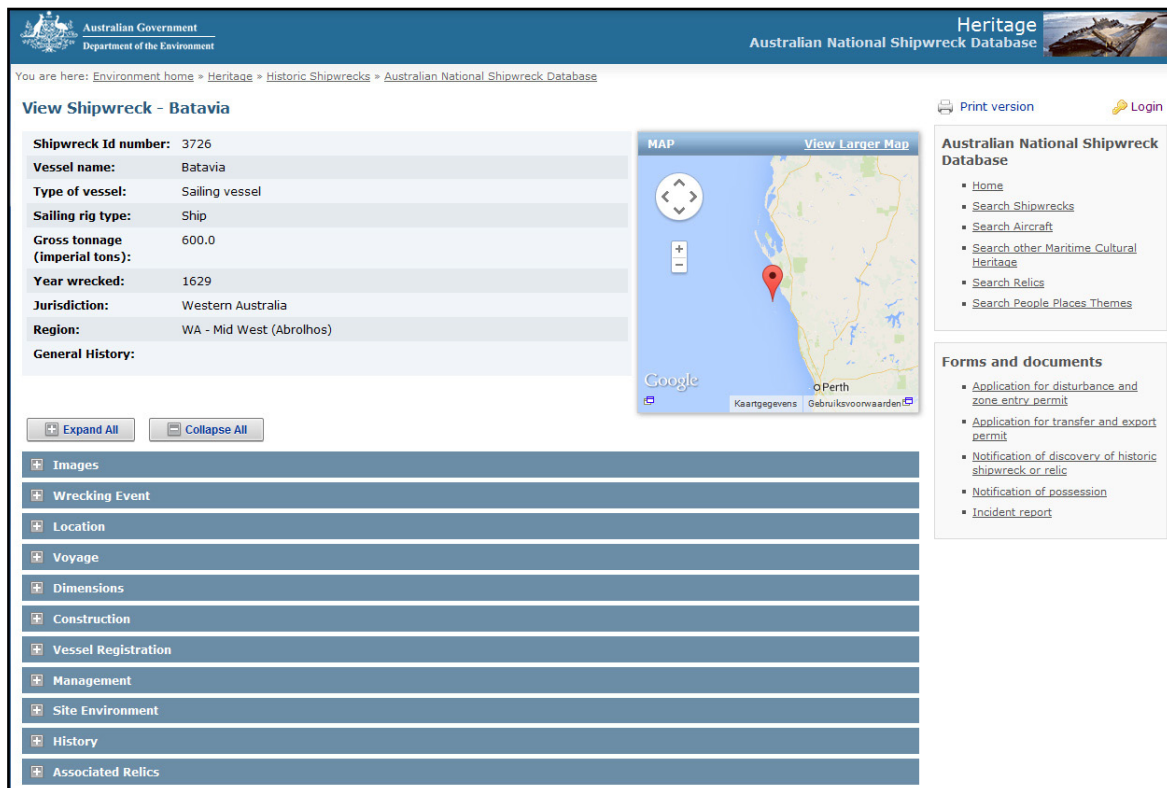 Australian Government
Department of the Environment
Heritage
Australian National Shipwreck Database
You are here: Environment home » Heritage » Historic Shipwrecks » Australian National Shipwreck Database
View Shipwreck - Batavia
Print version
Login
Shipwreck Id number: 3726
Vessel name: Batavia
Type of vessel: Sailing vessel
Sailing rig type: Ship
Gross tonnage 600.0
(imperial tons):
Year wrecked: 1629
Jurisdiction: Western Australia
Region: WA - Mid West (Abrolhos)
General History:
MAP View Larger Map
Google
Perth
Kaartgegevens Gebruiksvoorwaarden
Expand All Collapse All
Images
Wrecking Event
Location
Voyage
Dimensions
Construction
Vessel Registration
Management
Site Environment
History
Associated Relics
Australian National Shipwreck
Database
Home
Search Shipwrecks
Search Aircraft
Search other Maritime Cultural
Heritage
Search Relics
Search People Places Themes
Forms and documents
Application for disturbance and
zone entry permit
Application for transfer and export
permit
Notification of discovery of historic
shipwreck or relic
Notification of possession
Incident report